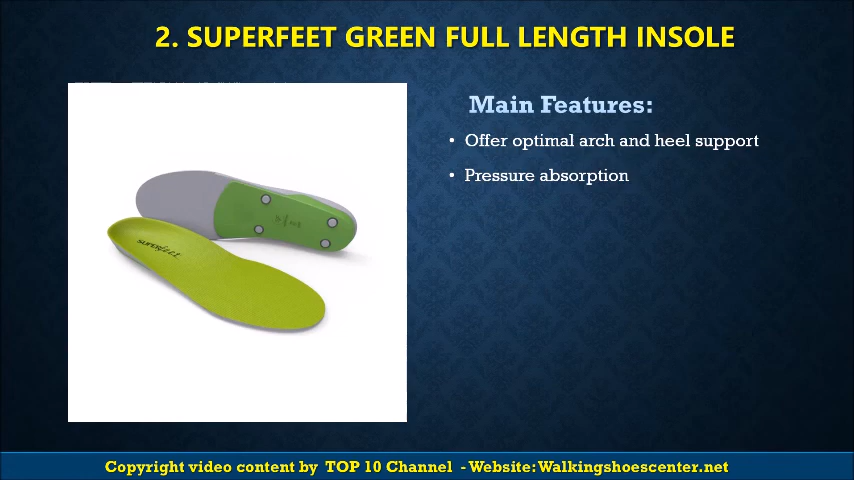 2. SUPERFEET GREEN FULL LENGTH INSOLE
Main Features:
• Offer optimal arch and heel support
• Pressure absorption
superfeet
Copyright video content by TOP 10 Channel - Website: Walkingshoescenter.net